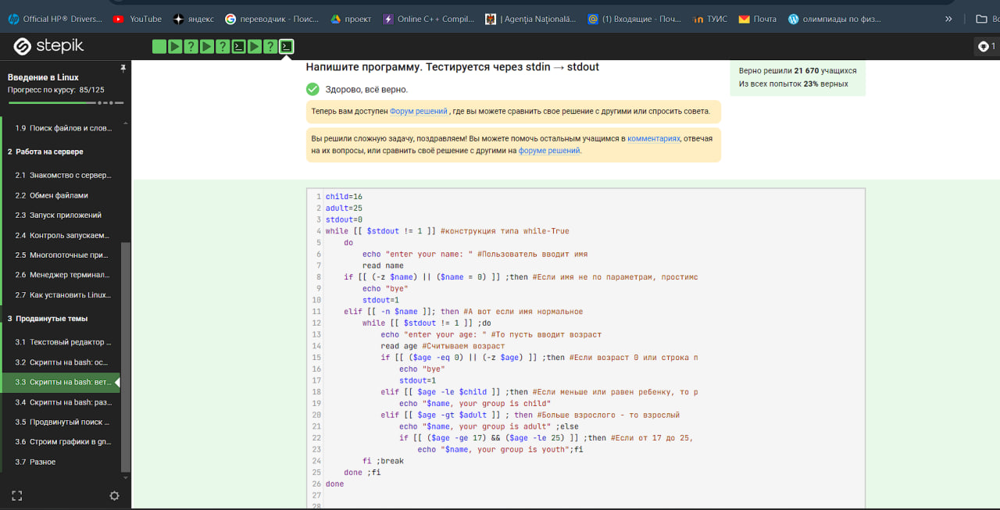 Official HP® Drivers...
YouTube
яндекс
переводчик - Поис...
проект
Online C++ Compil...
| Agenția Națională...
(1) Входящие - Поч...
ТУИС
Почта
олимпиады по физ...
»
stepik
1
Введение в Linux
Прогресс по курсу: 85/125
1.9 Поиск файлов и слов...
2 Работа на сервере
2.1 Знакомство с сервер...
2.2 Обмен файлами
2.3 Запуск приложений
2.4 Контроль запускаем...
2.5 Многопоточные при...
2.6 Менеджер терминал...
2.7 Как установить Linux...
3 Продвинутые темы
3.1 Текстовый редактор ...
3.2 Скрипты на bash: ос...
3.3 Скрипты на bash: вет...
3.4 Скрипты на bash: раз...
3.5 Продвинутый поиск ...
3.6 Строим графики в gn...
3.7 Разное
Напишите программу. Тестируется через stdin → stdout
Здорово, всё верно.
Теперь вам доступен Форум решений , где вы можете сравнить свое решение с другими или спросить совета.
Вы решили сложную задачу, поздравляем! Вы можете помочь остальным учащимся в комментариях, отвечая
на их вопросы, или сравнить своё решение с другими на форуме решений.
Верно решили 21 670 учащихся
Из всех попыток 23% верных
1 child=16
2 adult=25
3 stdout=0
4 while [[ $stdout != 1 ]] #конструкция типа while-True
5 do
6 echo "enter your name: " #Пользователь вводит имя
7 read name
8 if [[ (-z $name) || ($name = 0) ]] ;then #Если имя не по параметрам, простимс
9 echo "bye"
10 stdout=1
11 elif [[ -n $name ]]; then #А вот если имя нормальное
12 while [[ $stdout != 1 ]] ;do
13 echo "enter your age: " #То пусть вводит возраст
14 read age #Считываем возраст
15 if [[ ($age -eq 0) || (-z $age) ]] ;then #Если возраст 0 или строка п
16 echo "bye"
17 stdout=1
18 elif [[ $age -le $child ]] ;then #Если меньше или равен ребенку, то р
19 echo "$name, your group is child"
20 elif [[ $age -gt $adult ]] ; then #Больше взрослого - то взрослый
21 echo "$name, your group is adult" ;else
22 if [[ ($age -ge 17) && ($age -le 25) ]] ;then #Если от 17 до 25,
23 echo "$name, your group is youth";fi
24 fi ;break
25 done ;fi
26 done
27
28